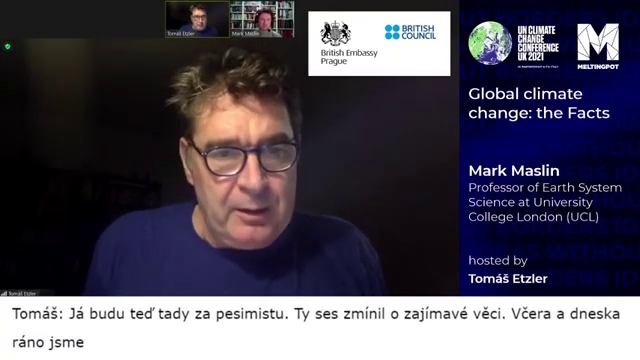 Tomáš Etzler
Mark Maslin
British Embassy
Prague
BRITISH
COUNCIL
UN CLIMATE
CHANGE
CONFERENCE
UK 2021
MELTINGPOT
Global climate
change: the Facts
Mark Maslin
Professor of Earth System
Science at University
College London (UCL)
hosted by
Tomáš Etzler
Tomáš Etzler
Tomáš: Já budu teď tady za pesimistu. Ty ses zmínil o zajímavé věci. Včera a dneska
ráno jsme